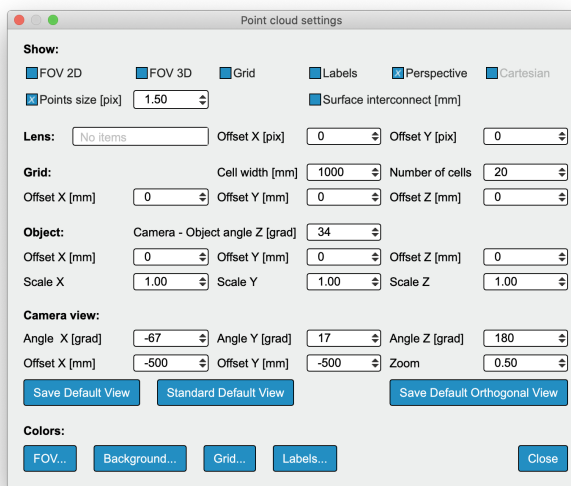 Point cloud settings
Show:
FOV 2D FOV 3D Grid Labels Perspective Cartesian
Points size [pix] 1.50 Surface interconnect [mm]
Lens: No items Offset X [pix] 0 Offset Y [pix] 0
Grid: Cell width [mm] 1000 Number of cells 20
Offset X [mm] 0 Offset Y [mm] 0 Offset Z [mm] 0
Object: Camera - Object angle Z [grad] 34
Offset X [mm] 0 Offset Y [mm] 0 Offset Z [mm] 0
Scale X 1.00 Scale Y 1.00 Scale Z 1.00
Camera view:
Angle X [grad] -67 Angle Y [grad] 17 Angle Z [grad] 180
Offset X [mm] -500 Offset Y [mm] -500 Zoom 0.50
Save Default View Standard Default View Save Default Orthogonal View
Colors:
FOV... Background... Grid... Labels... Close